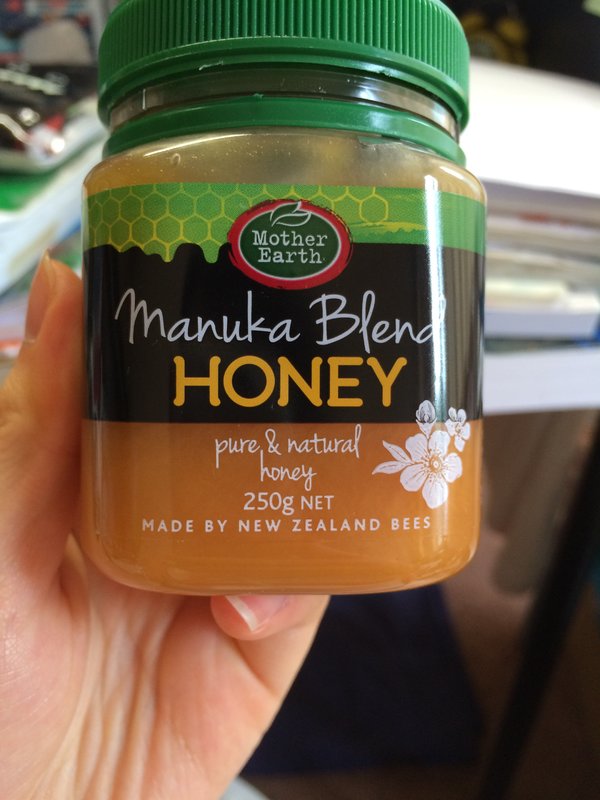 Mother
Earth
Manuka Blend
HONEY
pure & natural
honey
250g NET
MADE BY NEW ZEALAND BEES